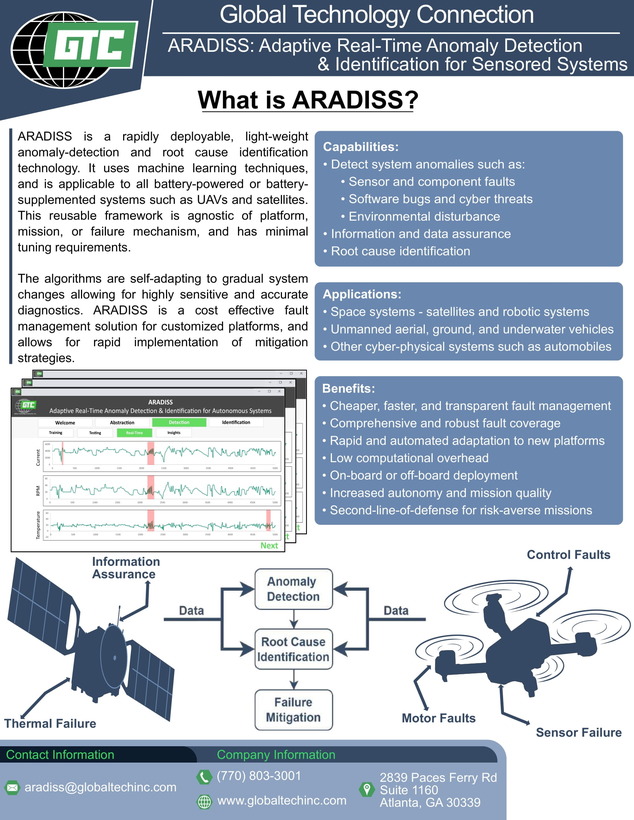 GTC
Global Technology Connection
ARADISS: Adaptive Real-Time Anomaly Detection
& Identification for Sensored Systems
What is ARADISS?
ARADISS is a rapidly deployable, light-weight
anomaly-detection and root cause identification
technology. It uses machine learning techniques,
and is applicable to all battery-powered or battery-
supplemented systems such as UAVs and satellites.
This reusable framework is agnostic of platform,
mission, or failure mechanism, and has minimal
tuning requirements.
The algorithms are self-adapting to gradual system
changes allowing for highly sensitive and accurate
diagnostics. ARADISS is a cost effective fault
management solution for customized platforms, and
allows for rapid implementation of mitigation
strategies.
Capabilities:
• Detect system anomalies such as:
• Sensor and component faults
• Software bugs and cyber threats
• Environmental disturbance
• Information and data assurance
• Root cause identification
Applications:
• Space systems - satellites and robotic systems
• Unmanned aerial, ground, and underwater vehicles
• Other cyber-physical systems such as automobiles
Benefits:
• Cheaper, faster, and transparent fault management
• Comprehensive and robust fault coverage
• Rapid and automated adaptation to new platforms
• Low computational overhead
• On-board or off-board deployment
• Increased autonomy and mission quality
• Second-line-of-defense for risk-averse missions
GTC
ARADISS
Adaptive Real-Time Anomaly Detection & Identification for Autonomous Systems
Welcome
Abstraction
Detection
Identification
Training
Testing
Real-Time
Insights
Current
RPM
Temperature
Next
Information
Assurance
Thermal Failure
Data
Anomaly
Detection
Root Cause
Identification
Failure
Mitigation
Data
Control Faults
Motor Faults
Sensor Failure
Contact Information
aradiss@globaltechinc.com
Company Information
(770) 803-3001
www.globaltechinc.com
2839 Paces Ferry Rd
Suite 1160
Atlanta, GA 30339